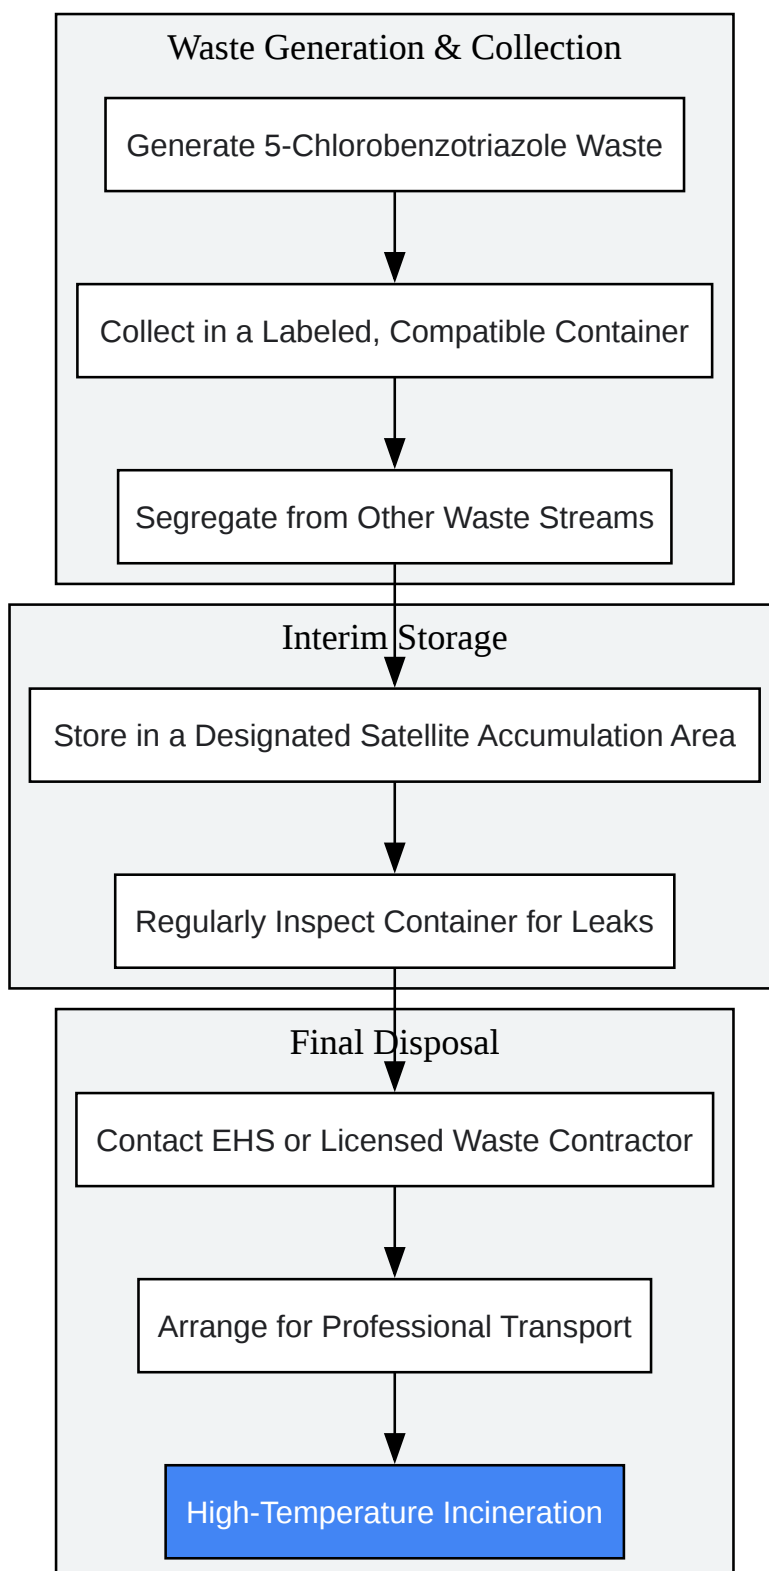 Waste Generation & Collection
Generate 5-Chlorobenzotriazole Waste
Collect in a Labeled, Compatible Container
Segregate from Other Waste Streams
Interim Storage
Store in a Designated Satellite Accumulation Area
Regularly Inspect Container for Leaks
Final Disposal
Contact EHS or Licensed Waste Contractor
Arrange for Professional Transport
High-Temperature Incineration